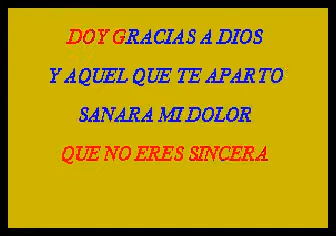 DOY GRACIAS A DIOS
Y AQUEL QUE TE APARTO
SANARA MI DOLOR
QUE NO ERES SINCERA